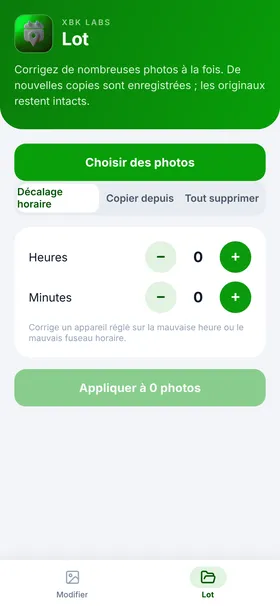 XBK LABS
Lot
Corrigez de nombreuses photos à la fois. De
nouvelles copies sont enregistrées ; les originaux
restent intacts.
Choisir des photos
Décalage
horaire
Copier depuis
Tout supprimer
Heures
− 0 +
Minutes
− 0 +
Corrige un appareil réglé sur la mauvaise heure ou le
mauvais fuseau horaire.
Appliquer à 0 photos
Modifier
Lot